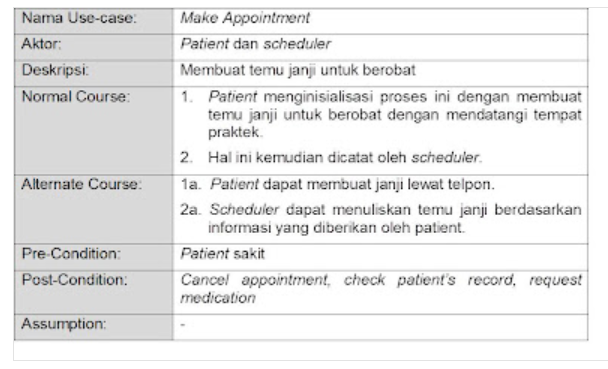 Nama Use-case: Make Appointment
Aktor: Patient dan scheduler
Deskripsi: Membuat temu janji untuk berobat
Normal Course: 1. Patient menginisialisasi proses ini dengan membuat
temu janji untuk berobat dengan mendatangi tempat
praktek.
2. Hal ini kemudian dicatat oleh scheduler.
Alternate Course: 1a. Patient dapat membuat janji lewat telpon.
2a. Scheduler dapat menuliskan temu janji berdasarkan
informasi yang diberikan oleh patient.
Pre-Condition: Patient sakit
Post-Condition: Cancel appointment, check patient's record, request
medication
Assumption: -